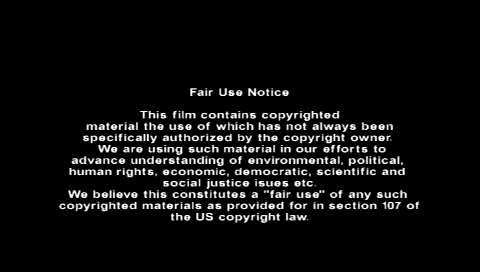 Fair Use Notice
This film contains copyrighted
material the use of which has not always been
specifically authorized by the copyright owner.
We are using such material in our efforts to
advance understanding of environmental, political,
human rights, economic, democratic, scientific and
social justice isues etc.
We believe this constitutes a "fair use" of any such
copyrighted materials as provided for in section 107 of
the US copyright law.